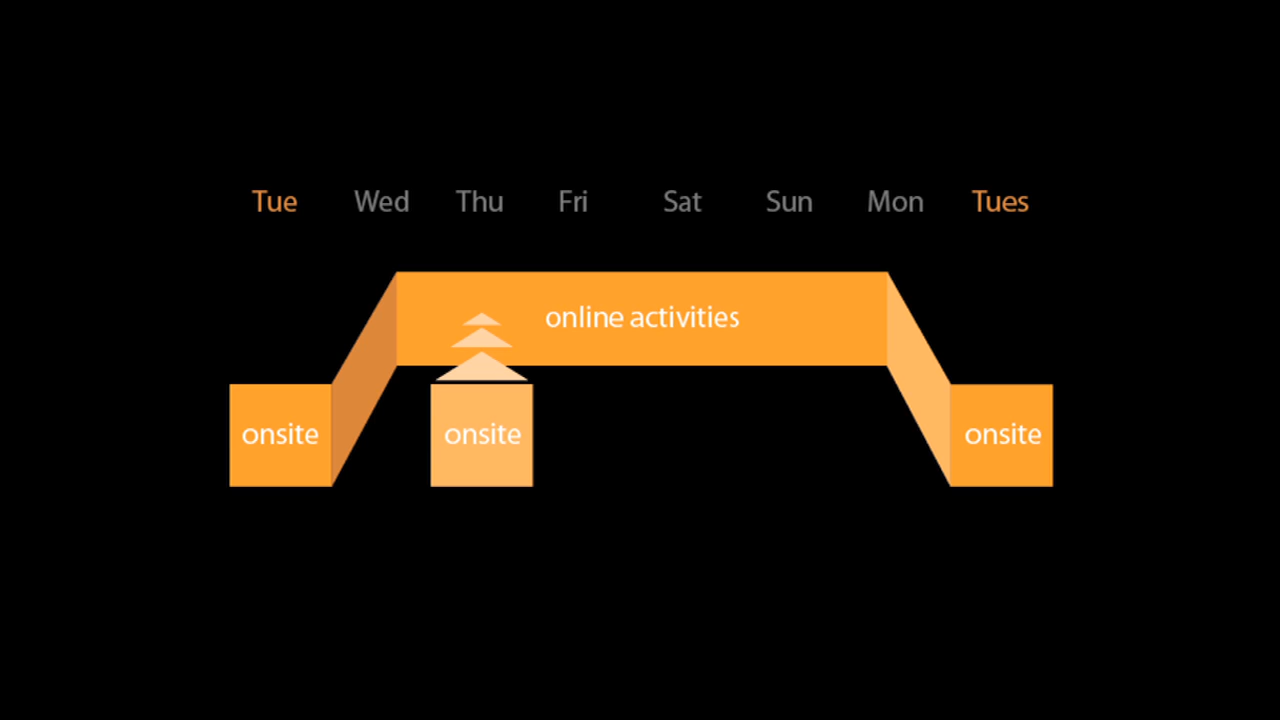 Tue Wed Thu Fri Sat Sun Mon Tues
online activities
onsite onsite onsite